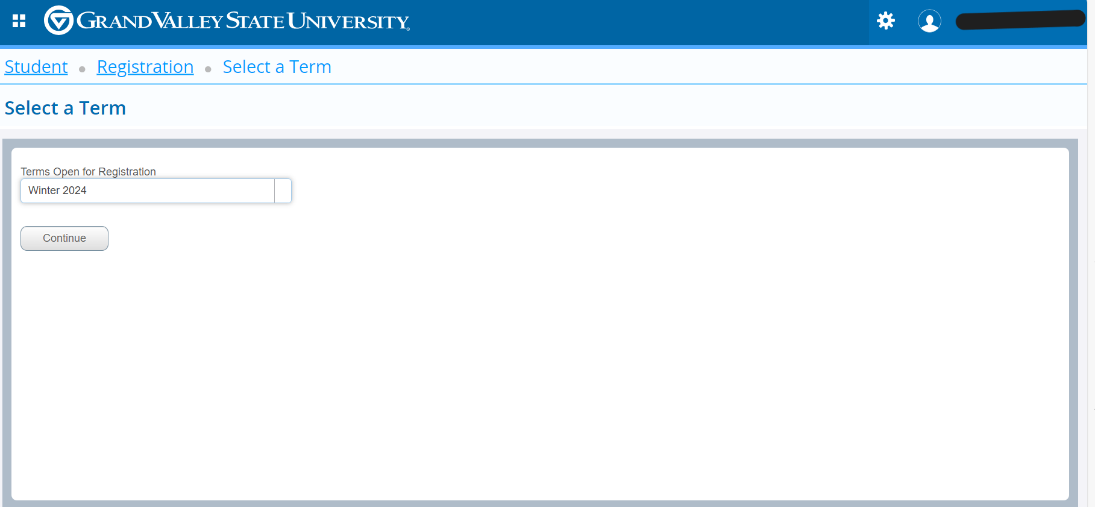 GRAND VALLEY STATE UNIVERSITY
Student • Registration • Select a Term
Select a Term
Terms Open for Registration
Winter 2024
Continue